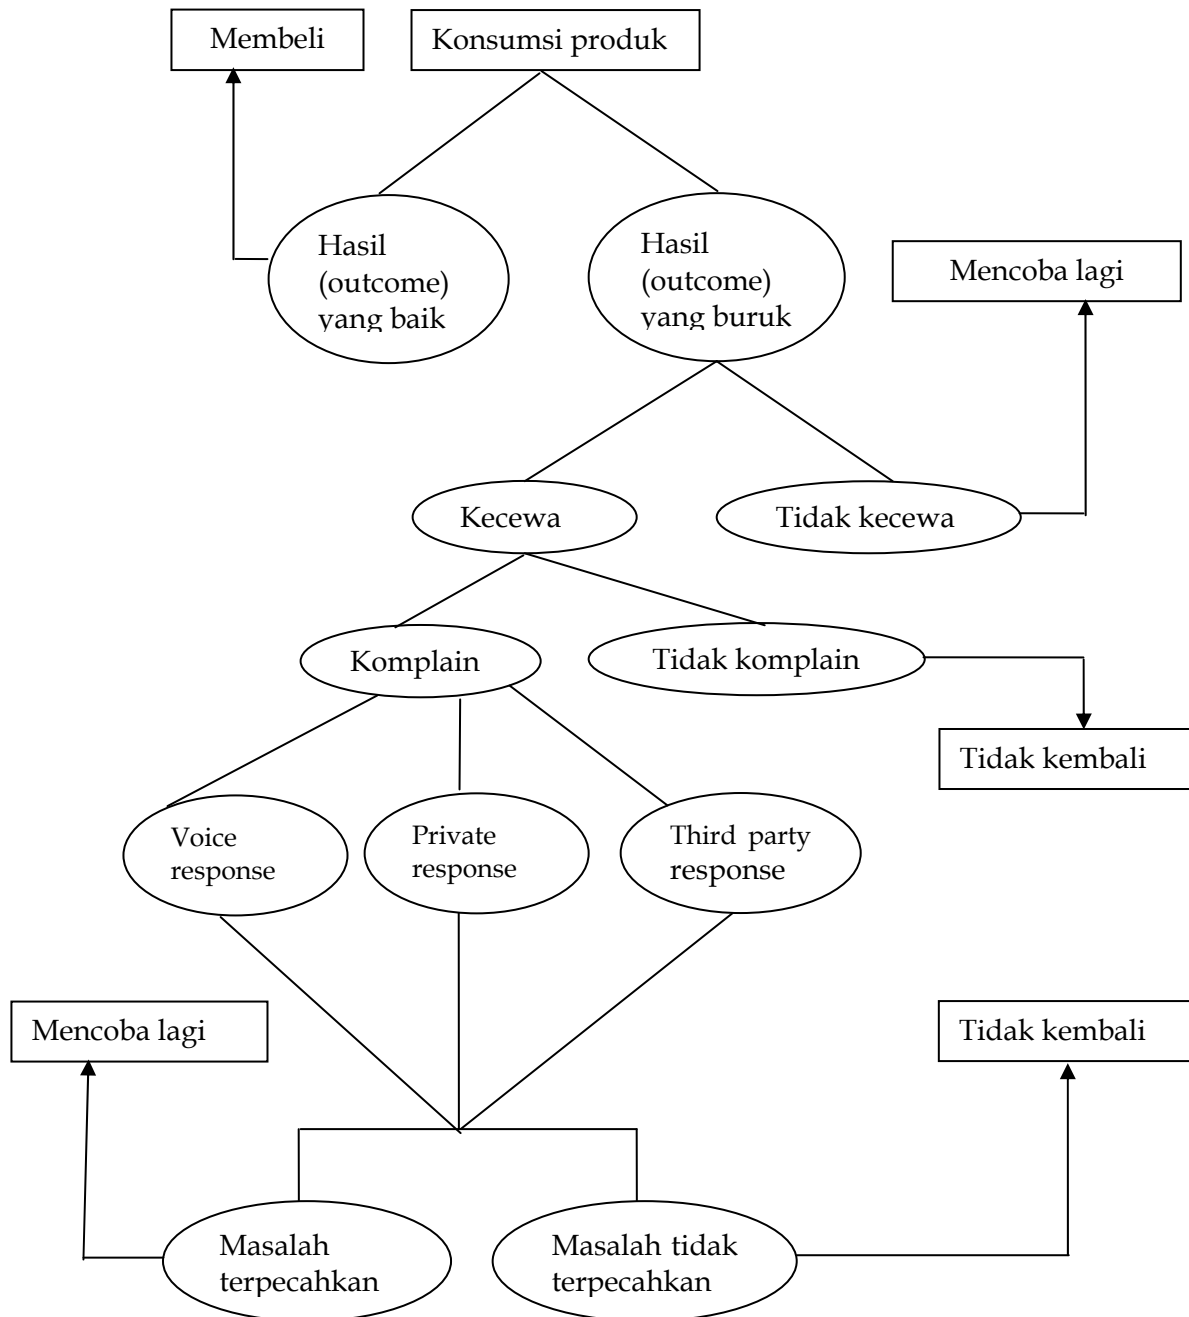 Membeli
Konsumsi produk
Hasil
(outcome)
yang baik
Hasil
(outcome)
yang buruk
Mencoba lagi
Kecewa
Tidak kecewa
Komplain
Tidak komplain
Tidak kembali
Voice
response
Private
response
Third party
response
Mencoba lagi
Tidak kembali
Masalah
terpecahkan
Masalah tidak
terpecahkan